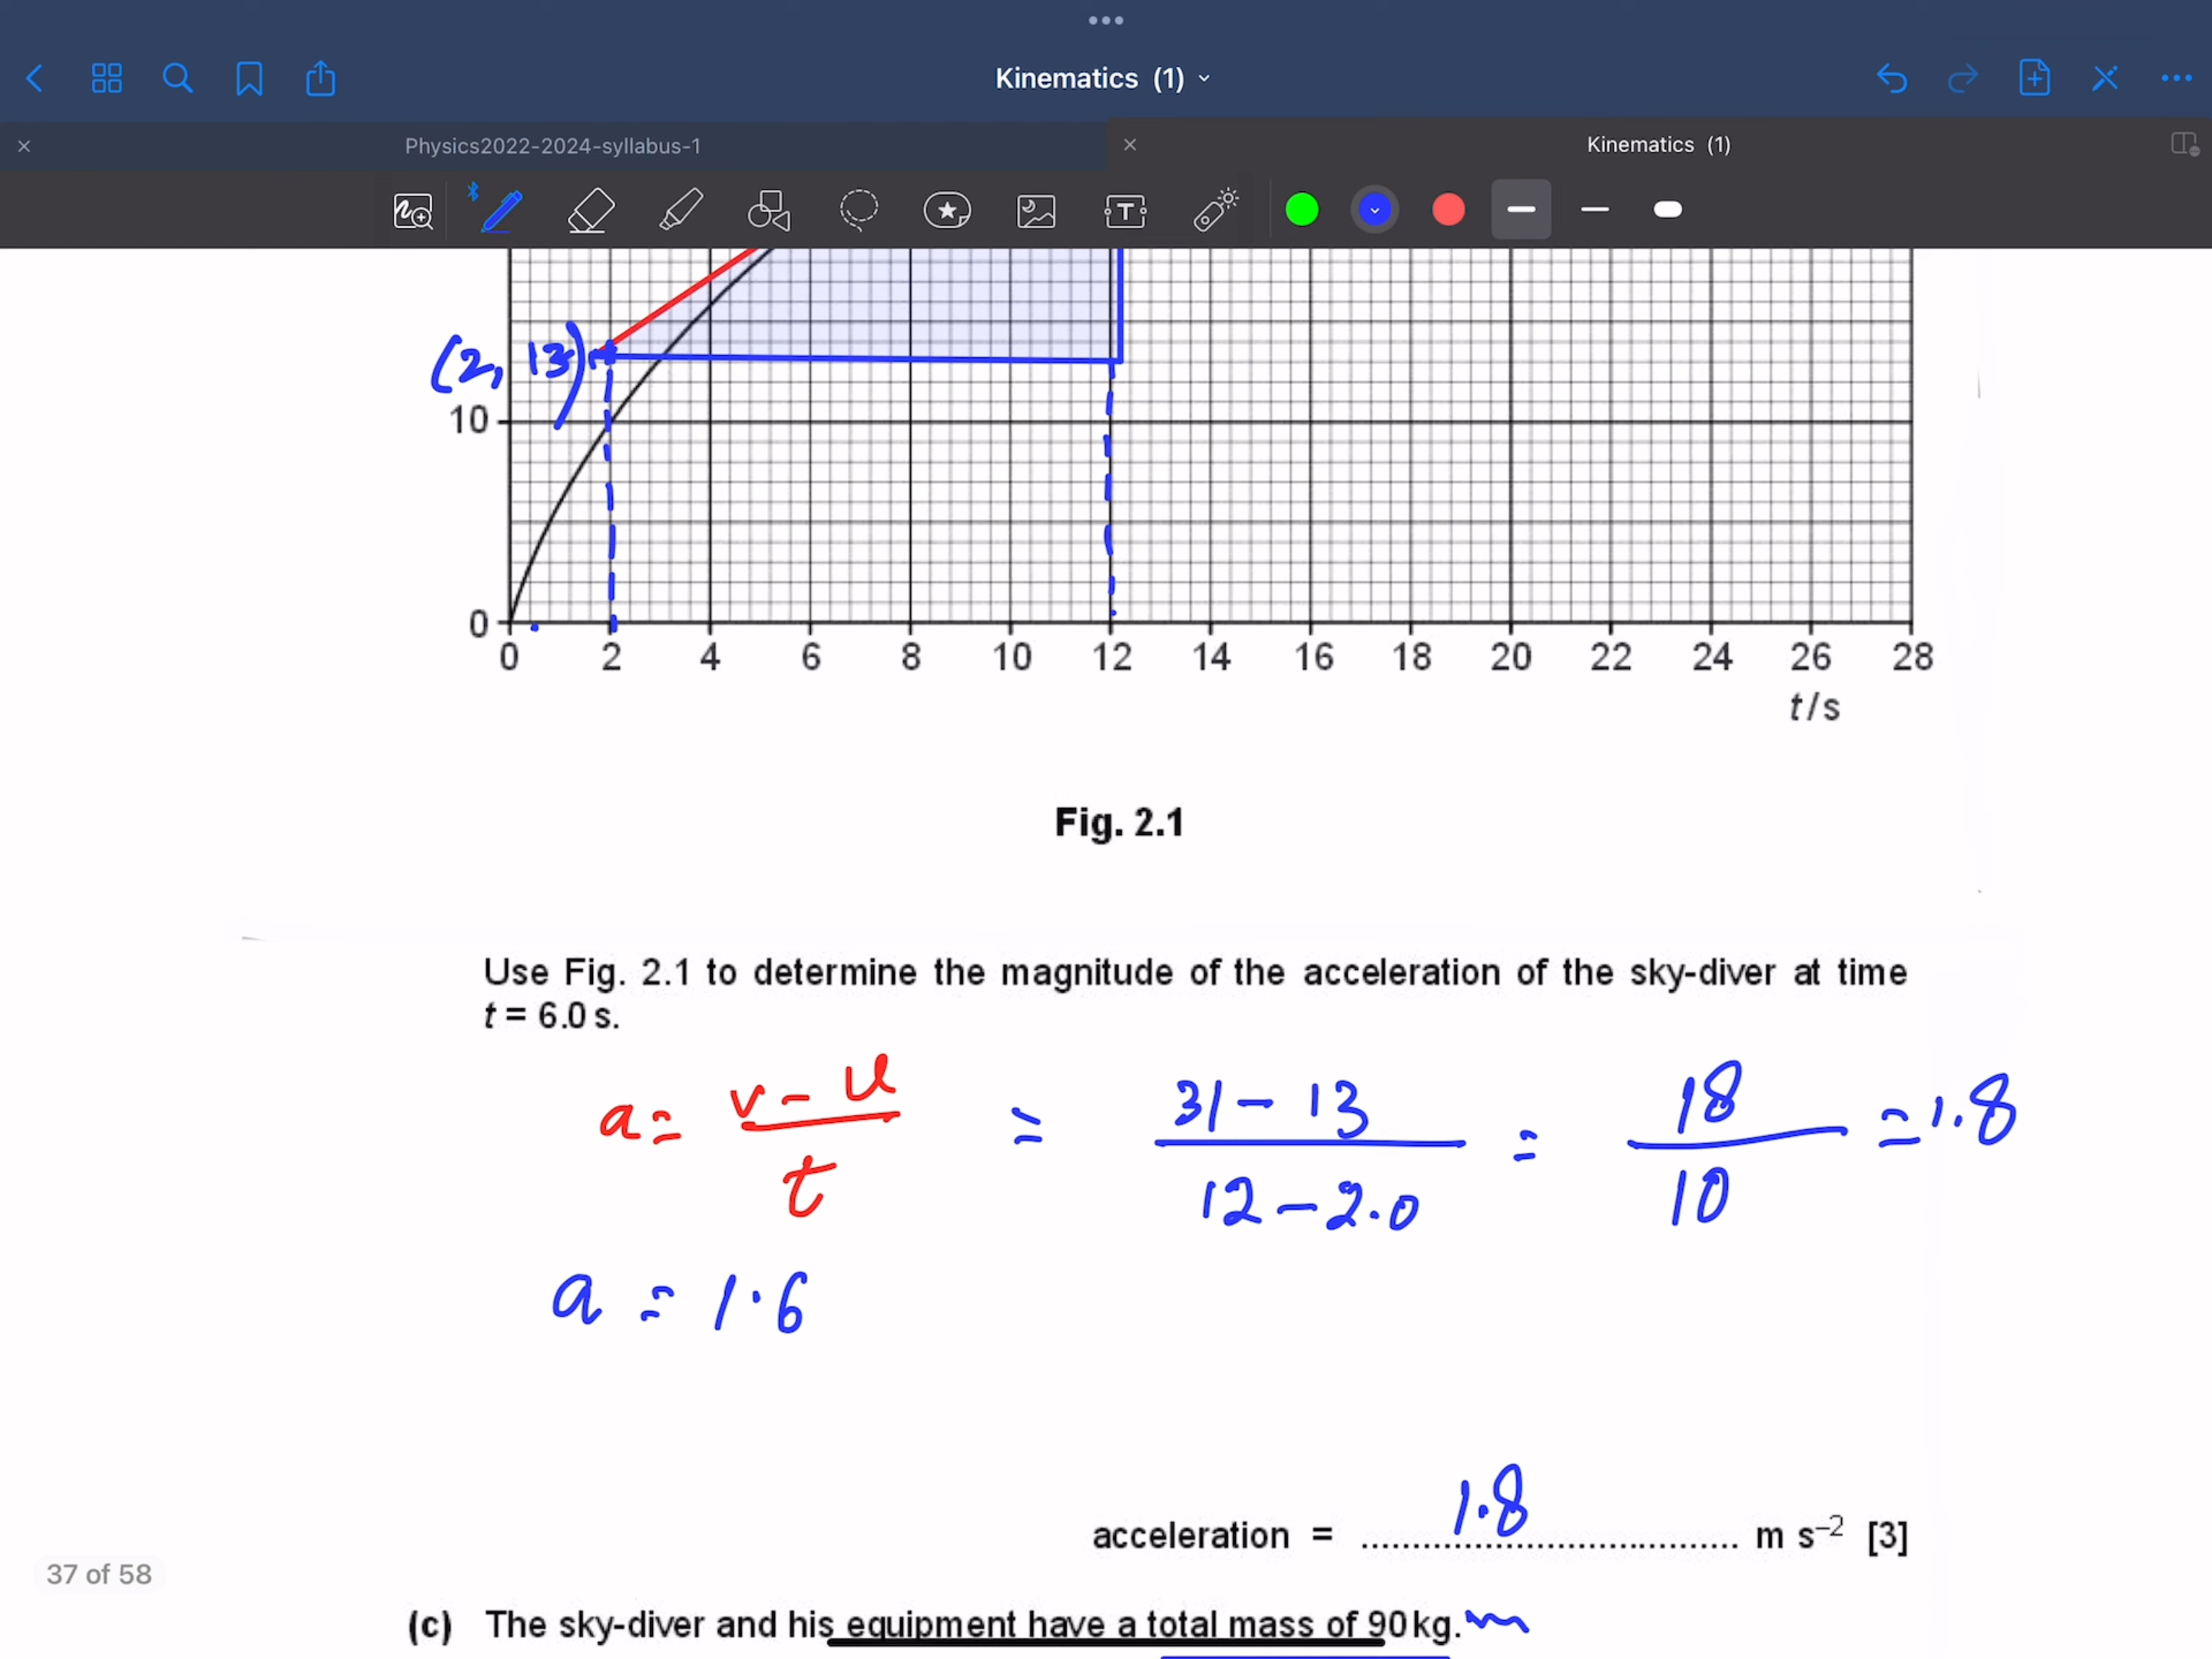 Kinematics (1)
Physics2022-2024-syllabus-1
Kinematics (1)
(2, 13)
10
0
0 2 4 6 8 10 12 14 16 18 20 22 24 26 28
t/s
Fig. 2.1
Use Fig. 2.1 to determine the magnitude of the acceleration of the sky-diver at time
t = 6.0 s.
a = v - u / t = 31 - 13 / 12 - 2.0 = 18 / 10 = 1.8
a = 1.6
acceleration = 1.8 m s⁻² [3]
37 of 58
(c) The sky-diver and his equipment have a total mass of 90 kg. m